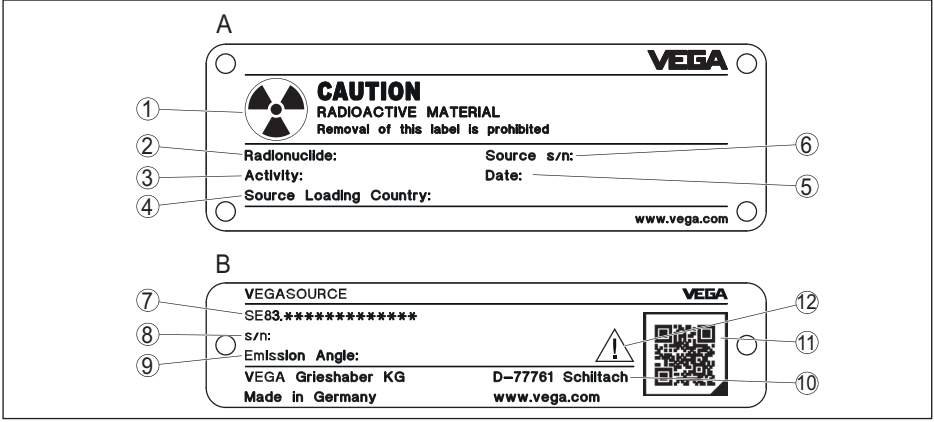 A
VEGA
CAUTION
RADIOACTIVE MATERIAL
Removal of this label is prohibited
1
2
Radionuclide:
Source s/n:
6
3
Activity:
Date:
5
4
Source Loading Country:
www.vega.com
B
VEGASOURCE
VEGA
7
SE83.*************
12
8
s/n:
11
9
Emission Angle:
VEGA Grieshaber KG
D-77761 Schiltach
10
Made in Germany
www.vega.com